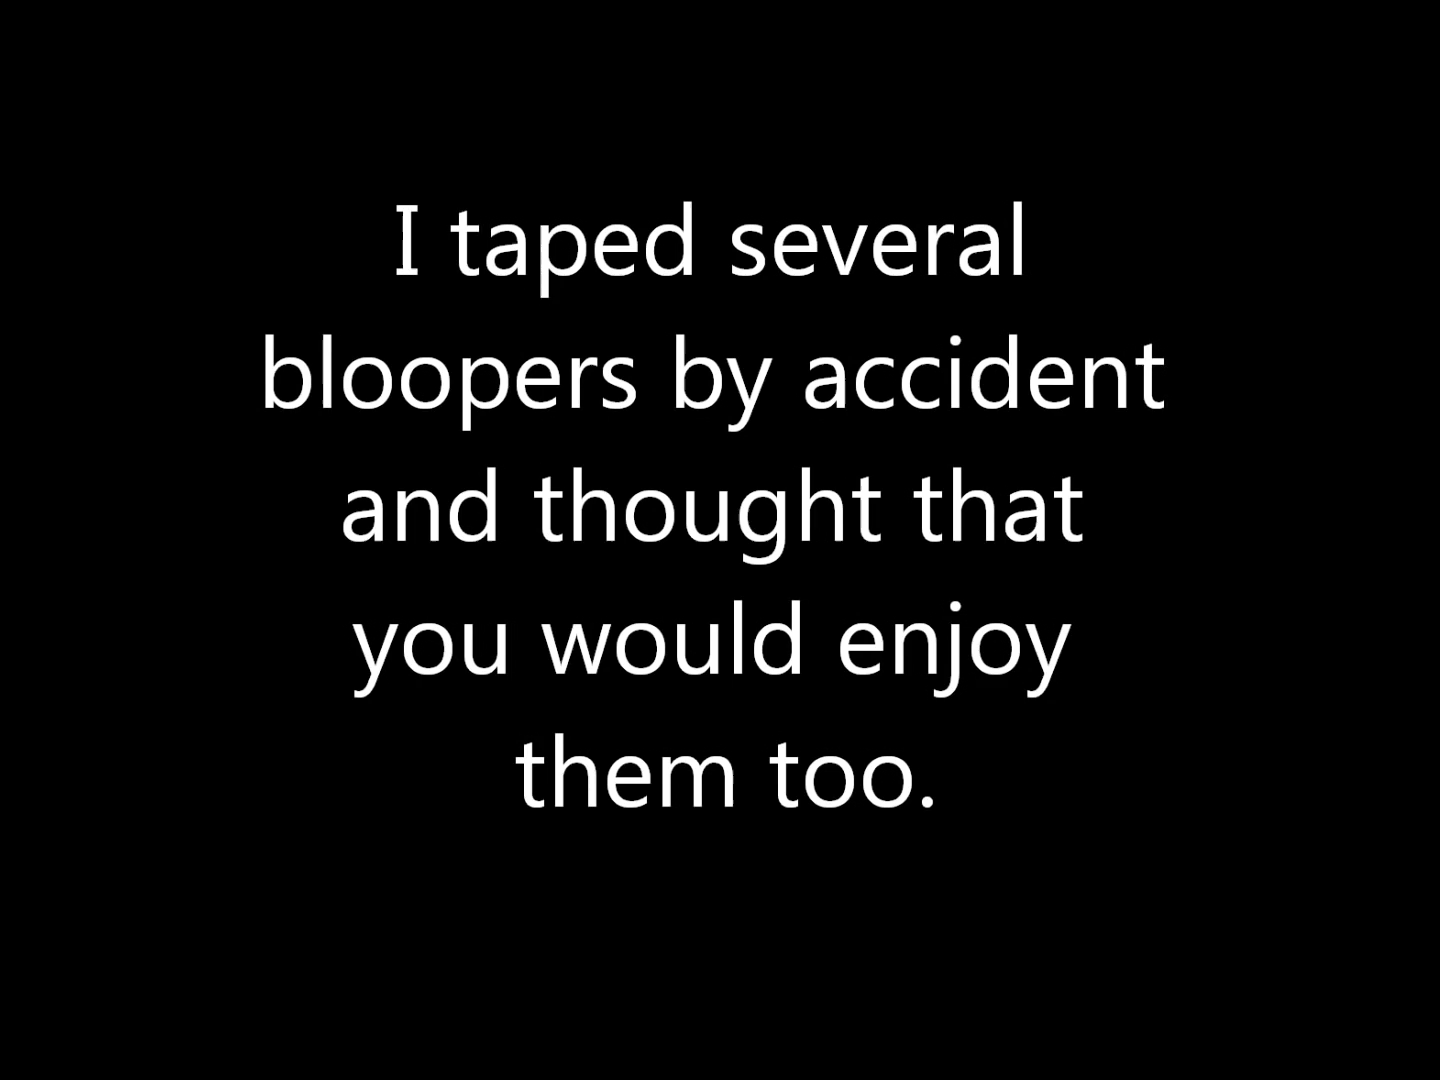 I taped several
bloopers by accident
and thought that
you would enjoy
them too.